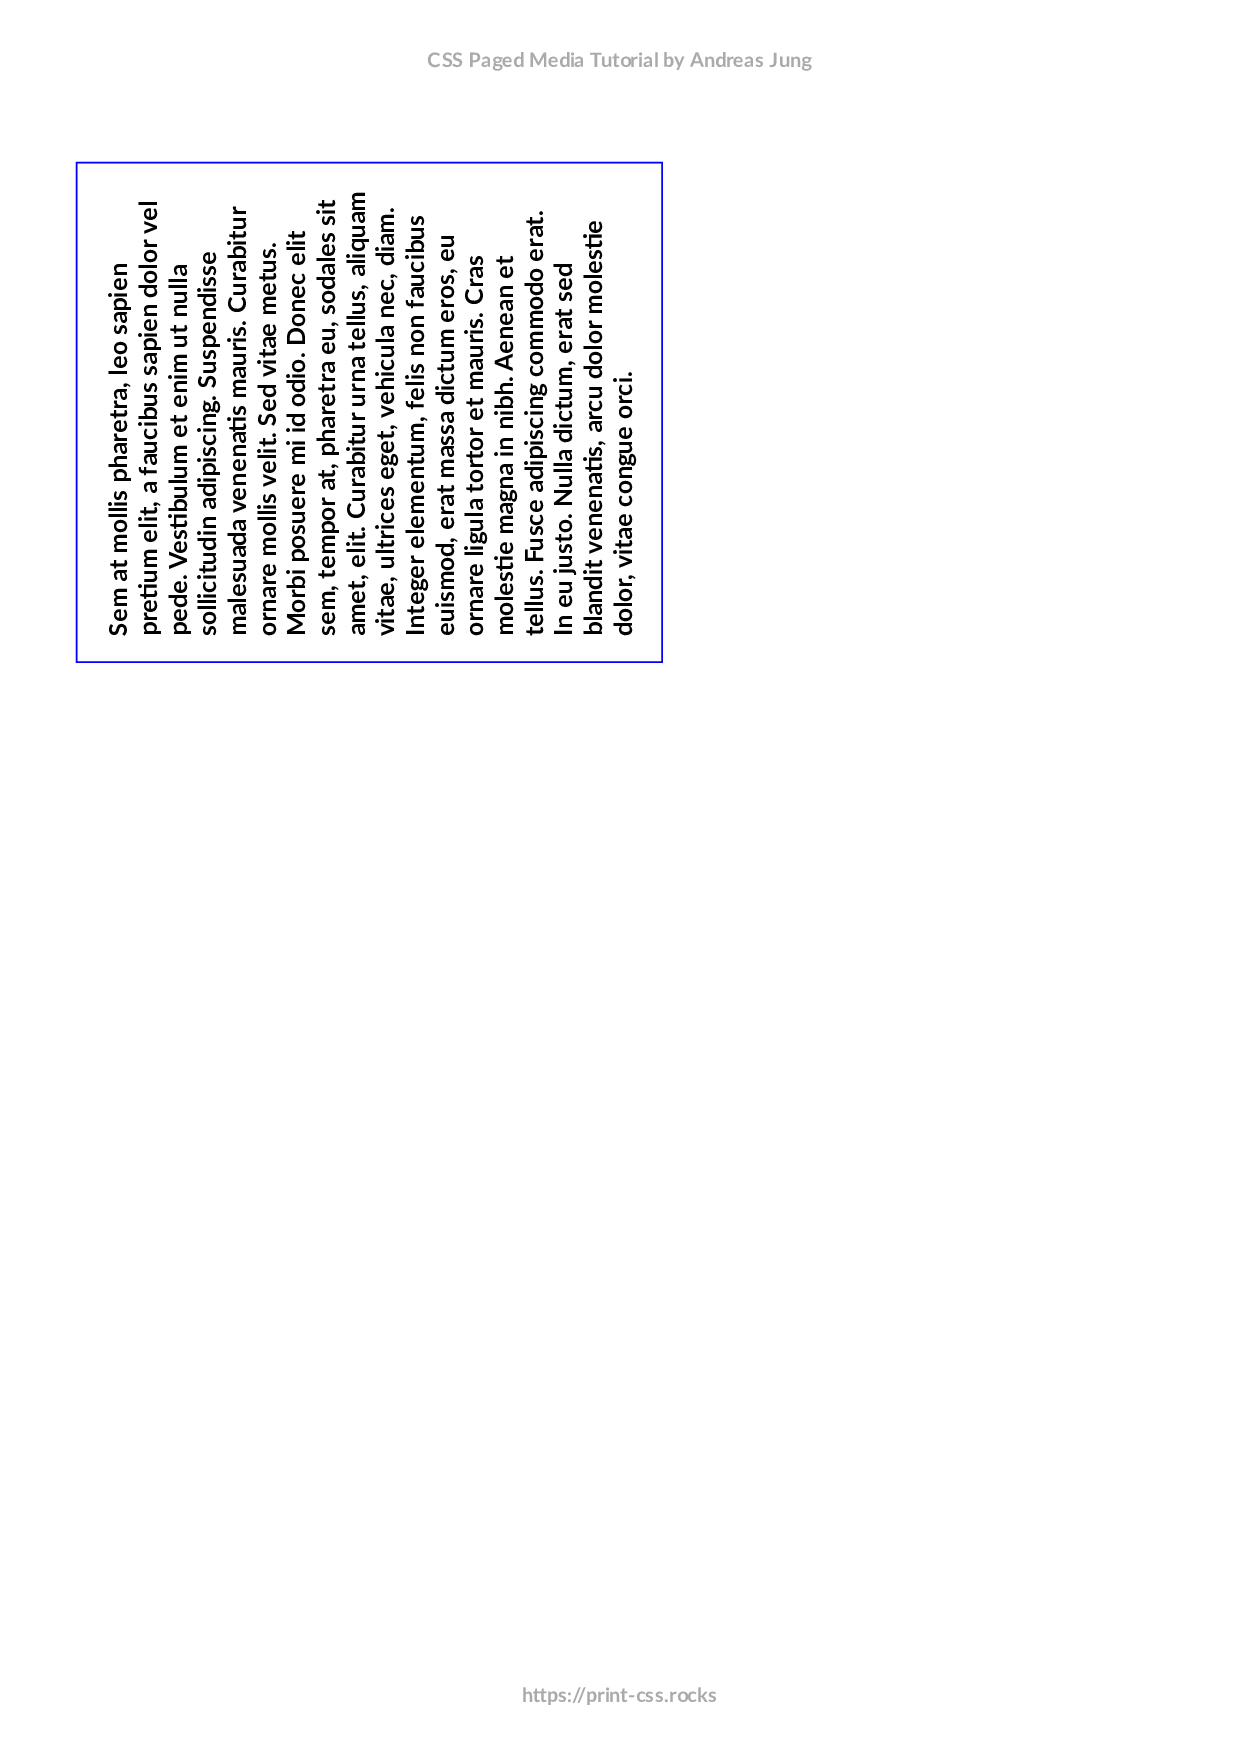 CSS Paged Media Tutorial by Andreas Jung
Sem at mollis pharetra, leo sapien
pretium elit, a faucibus sapien dolor vel
pede. Vestibulum et enim ut nulla
sollicitudin adipiscing. Suspendisse
malesuada venenatis mauris. Curabitur
ornare mollis velit. Sed vitae metus.
Morbi posuere mi id odio. Donec elit
sem, tempor at, pharetra eu, sodales sit
amet, elit. Curabitur urna tellus, aliquam
vitae, ultrices eget, vehicula nec, diam.
Integer elementum, felis non faucibus
euismod, erat massa dictum eros, eu
ornare ligula tortor et mauris. Cras
molestie magna in nibh. Aenean et
tellus. Fusce adipiscing commodo erat.
In eu justo. Nulla dictum, erat sed
blandit venenatis, arcu dolor molestie
dolor, vitae congue orci.
https://print-css.rocks